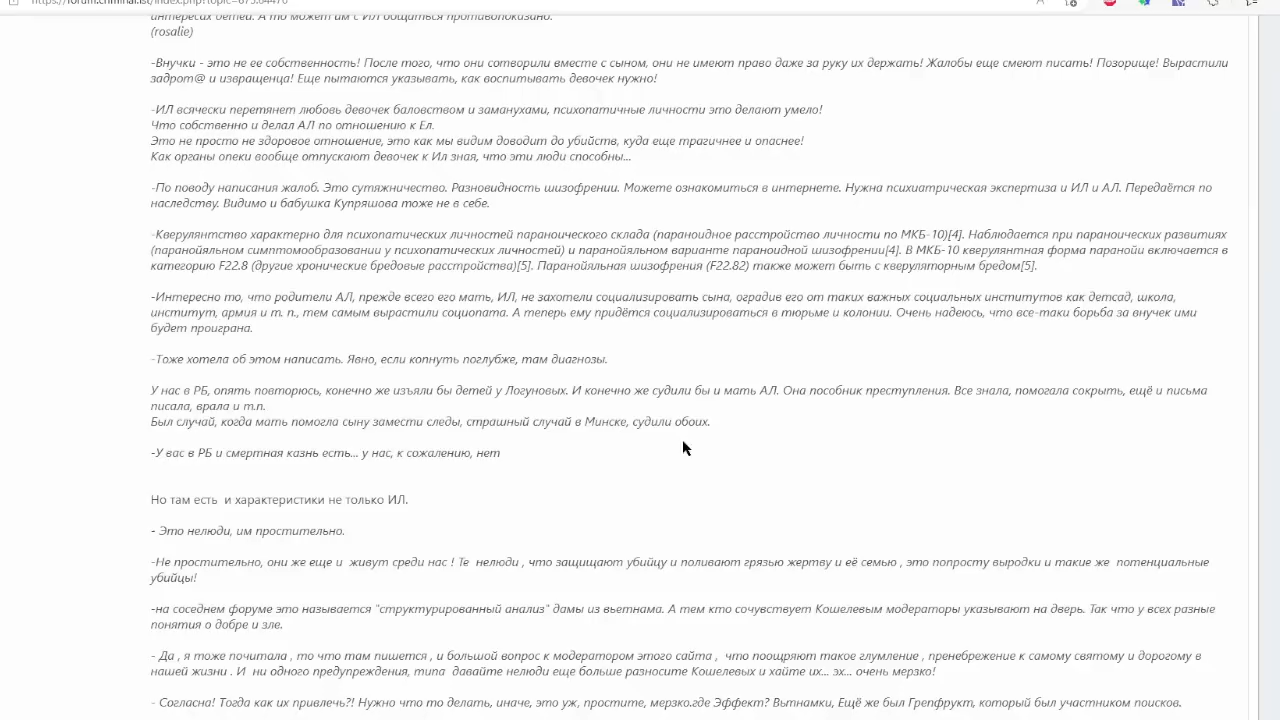 https://forum.criminal.ist/index.php?topic=675.64470
интересах детей. А то может им с ИЛ общаться противопоказано.
(rosalie)
-Внучки - это не ее собственность! После того, что они сотворили вместе с сыном, они не имеют право даже за руку их держать! Жалобы еще смеют писать! Позорище! Вырастили
задрот@ и извращенца! Еще пытаются указывать, как воспитывать девочек нужно!
-ИЛ всячески перетянет любовь девочек баловством и заманухами, психопатичные личности это делают умело!
Что собственно и делал АЛ по отношению к Ел.
Это не просто не здоровое отношение, это как мы видим доводит до убийств, куда еще трагичнее и опаснее!
Как органы опеки вообще отпускают девочек к Ил зная, что эти люди способны...
-По поводу написания жалоб. Это сутяжничество. Разновидность шизофрении. Можете ознакомиться в интернете. Нужна психиатрическая экспертиза и ИЛ и АЛ. Передаётся по
наследству. Видимо и бабушка Купряшова тоже не в себе.
-Кверулянтство характерно для психопатических личностей паранойческого склада (параноидное расстройство личности по МКБ-10)[4]. Наблюдается при паранойческих развитиях
(паранойяльном симптомообразовании у психопатических личностей) и паранойяльном варианте параноидной шизофрении[4]. В МКБ-10 кверулянтная форма паранойи включается в
категорию F22.8 (другие хронические бредовые расстройства)[5]. Паранойяльная шизофрения (F22.82) также может быть с кверуляторным бредом[5].
-Интересно то, что родители АЛ, прежде всего его мать, ИЛ, не захотели социализировать сына, оградив его от таких важных социальных институтов как детсад, школа,
институт, армия и т. п., тем самым вырастили социопата. А теперь ему придётся социализироваться в тюрьме и колонии. Очень надеюсь, что все-таки борьба за внучек ими
будет проиграна.
-Тоже хотела об этом написать. Явно, если копнуть поглубже, там диагнозы.
У нас в РБ, опять повторюсь, конечно же изъяли бы детей у Логуновых. И конечно же судили бы и мать АЛ. Она пособник преступления. Все знала, помогала сокрыть, ещё и письма
писала, врала и т.п.
Был случай, когда мать помогла сыну замести следы, страшный случай в Минске, судили обоих.
-У вас в РБ и смертная казнь есть... у нас, к сожалению, нет
Но там есть и характеристики не только ИЛ.
- Это нелюди, им простительно.
-Не простительно, они же еще и живут среди нас ! Те нелюди , что защищают убийцу и поливают грязью жертву и её семью , это попросту выродки и такие же потенциальные
убийцы!
-на соседнем форуме это называется "структурированный анализ" дамы из вьетнама. А тем кто сочувствует Кошелевым модераторы указывают на дверь. Так что у всех разные
понятия о добре и зле.
- Да , я тоже почитала , то что там пишется , и большой вопрос к модератором этого сайта , что поощряют такое глумление , пренебрежение к самому святому и дорогому в
нашей жизни . И ни одного предупреждения, типа давайте нелюди еще больше разносите Кошелевых и хайте их... эх... очень мерзко!
- Согласна! Тогда как их привлечь?! Нужно что то делать, иначе, это уж, простите, мерзко.где Эффект? Вытнамки, Ещё же был Грепфрукт, который был участником поисков.